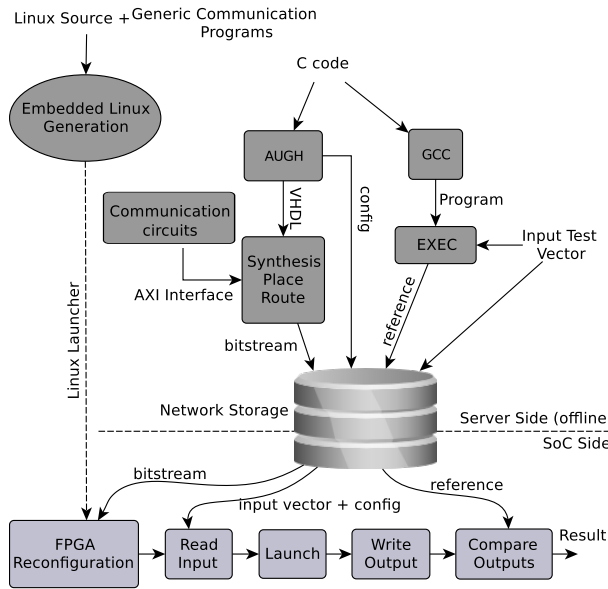 Linux Source +
Generic Communication
Programs
C code
Embedded Linux
Generation
AUGH
GCC
VHDL
config
Program
Communication
circuits
EXEC
Input Test
Vector
Synthesis
Place
Route
AXI Interface
reference
Linux Launcher
bitstream
Network Storage
Server Side (offline
SoC Side
bitstream
input vector + config
reference
FPGA
Reconfiguration
Read
Input
Launch
Write
Output
Compare
Outputs
Result